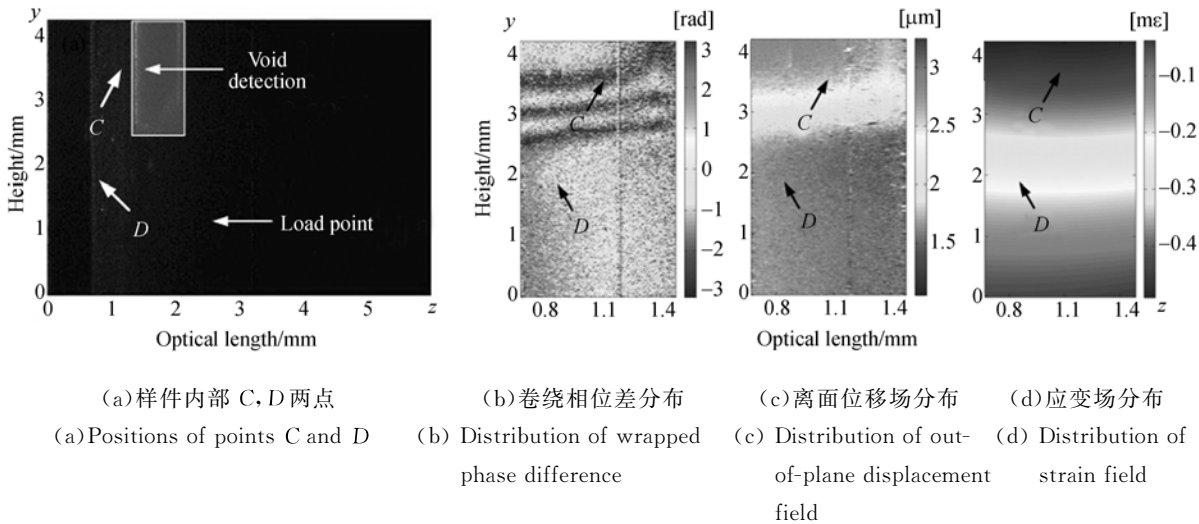 y
[rad]
[μm]
[mε]
(a)
Void
detection
C
D
Load point
Height/mm
4
3
2
1
0
0 1 2 3 4 5 z
Optical length/mm
y
Height/mm
4
3
2
1
0
C
D
0.8 1.1 1.4
3
2
1
0
−1
−2
−3
4
3
2
1
0
C
D
0.8 1.1 1.4
3
2.5
2
1.5
Optical length/mm
4
3
2
1
0
C
D
0.8 1.1 1.4 z
−0.1
−0.2
−0.3
−0.4
(a)样件内部 C,D 两点
(a)Positions of points C and D
(b)卷绕相位差分布
(b) Distribution of wrapped
phase difference
(c)离面位移场分布
(c) Distribution of out-
of-plane displacement
field
(d)应变场分布
(d) Distribution of
strain field